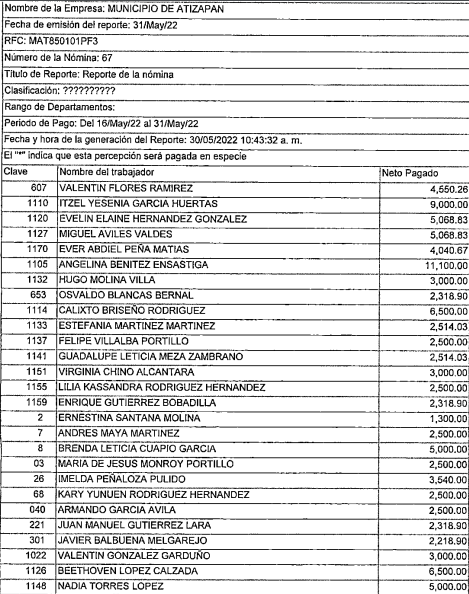 Nombre de la Empresa: MUNICIPIO DE ATIZAPAN
Fecha de emisión del reporte: 31/May/22
RFC: MAT850101PF3
Número de la Nómina: 67
Título de Reporte: Reporte de la nómina
Clasificación: ??????????
Rango de Departamentos:
Periodo de Pago: Del 16/May/22 al 31/May/22
Fecha y hora de la generación del Reporte: 30/05/2022 10:43:32 a. m.
El "*" indica que esta percepción será pagada en especie
Clave Nombre del trabajador Neto Pagado
607 VALENTIN FLORES RAMIREZ 4,550.26
1110 ITZEL YESENIA GARCIA HUERTAS 9,000.00
1120 EVELIN ELAINE HERNANDEZ GONZALEZ 5,068.83
1127 MIGUEL AVILES VALDES 5,068.83
1170 EVER ABDIEL PEÑA MATIAS 4,040.67
1105 ANGELINA BENITEZ ENSASTIGA 11,100.00
1132 HUGO MOLINA VILLA 3,000.00
653 OSVALDO BLANCAS BERNAL 2,318.90
1114 CALIXTO BRISEÑO RODRIGUEZ 6,500.00
1133 ESTEFANIA MARTINEZ MARTINEZ 2,514.03
1137 FELIPE VILLALBA PORTILLO 2,500.00
1141 GUADALUPE LETICIA MEZA ZAMBRANO 2,514.03
1151 VIRGINIA CHINO ALCANTARA 3,000.00
1155 LILIA KASSANDRA RODRIGUEZ HERNANDEZ 2,500.00
1159 ENRIQUE GUTIERREZ BOBADILLA 2,318.90
2 ERNESTINA SANTANA MOLINA 1,300.00
7 ANDRES MAYA MARTINEZ 2,500.00
8 BRENDA LETICIA CUAPIO GARCIA 5,000.00
03 MARIA DE JESUS MONROY PORTILLO 2,500.00
26 IMELDA PEÑALOZA PULIDO 3,540.00
68 KARY YUNUEN RODRIGUEZ HERNANDEZ 2,500.00
040 ARMANDO GARCIA AVILA 2,500.00
221 JUAN MANUEL GUTIERREZ LARA 2,318.90
301 JAVIER BALBUENA MELGAREJO 2,218.90
1022 VALENTIN GONZALEZ GARDUÑO 3,000.00
1126 BEETHOVEN LOPEZ CALZADA 6,500.00
1148 NADIA TORRES LOPEZ 5,000.00